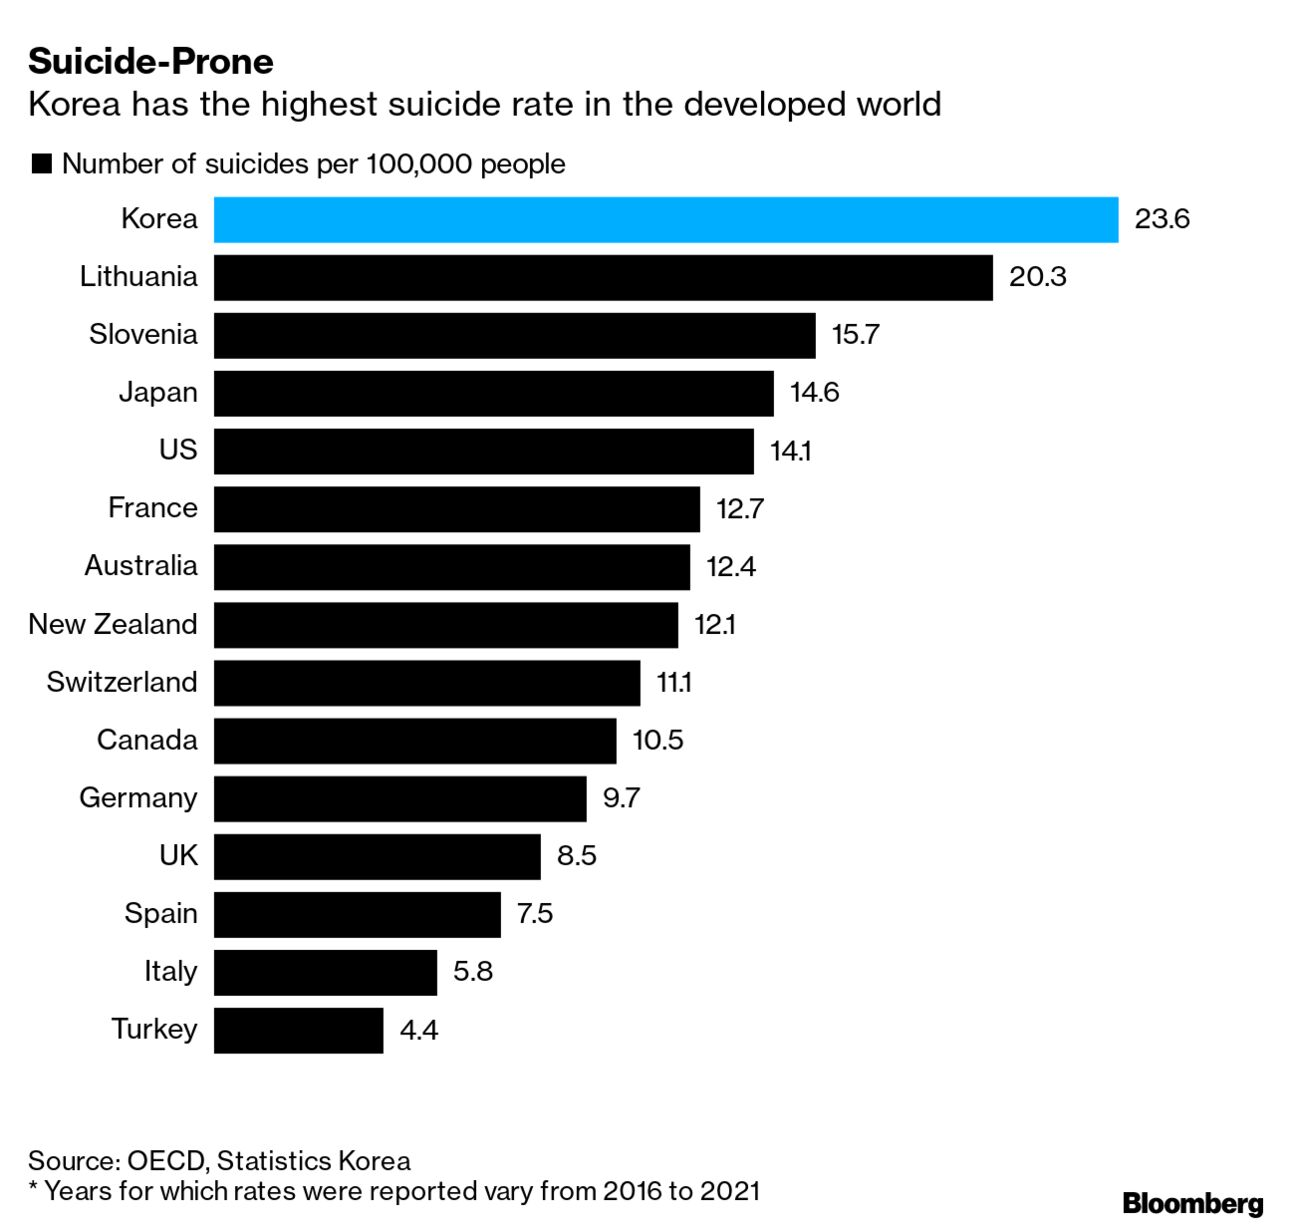 Suicide-Prone
Korea has the highest suicide rate in the developed world
Number of suicides per 100,000 people
Korea 23.6
Lithuania 20.3
Slovenia 15.7
Japan 14.6
US 14.1
France 12.7
Australia 12.4
New Zealand 12.1
Switzerland 11.1
Canada 10.5
Germany 9.7
UK 8.5
Spain 7.5
Italy 5.8
Turkey 4.4
Source: OECD, Statistics Korea
* Years for which rates were reported vary from 2016 to 2021
Bloomberg